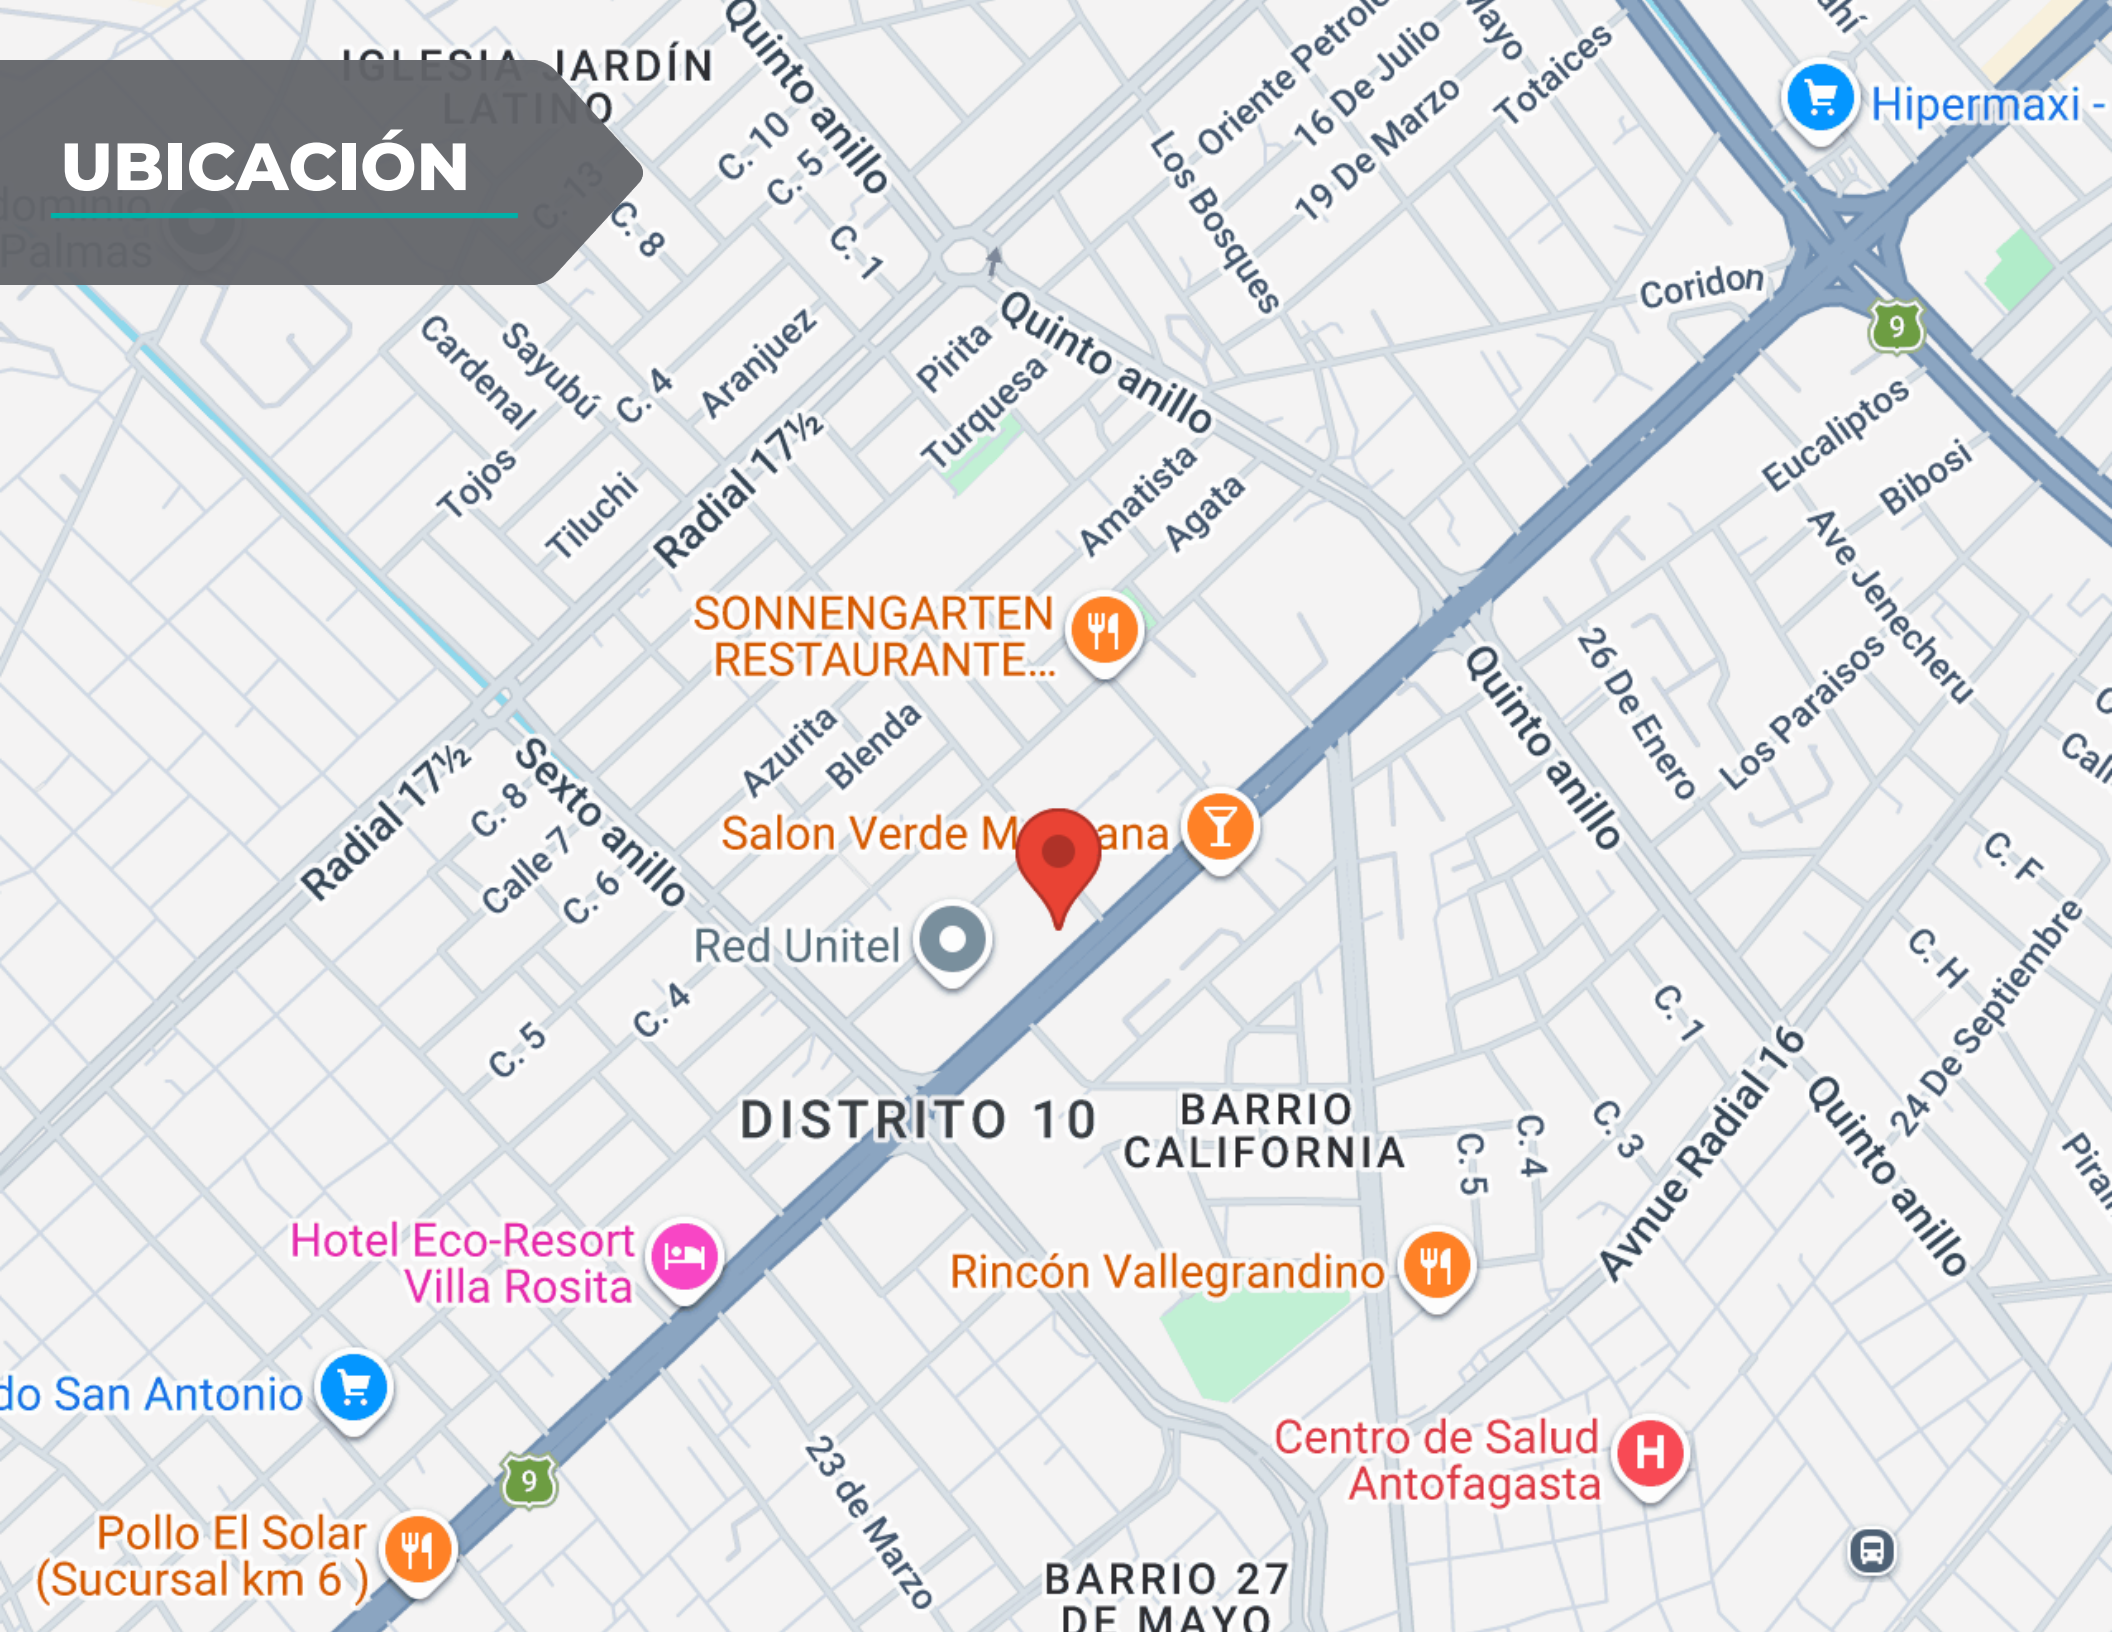 IGLESIA JARDÍN
LATINO
UBICACIÓN
Palmas
Quinto anillo
C. 10
C. 5
C. 13
C. 8
C. 1
Oriente
16 De Julio
19 De Marzo
Mayo
Totaices
Los Bosques
Hipermaxi -
Coridon
9
Cardenal
Sayubú
C. 4
Aranjuez
Pirita
Turquesa
Quinto anillo
Tojos
Tiluchi
Radial 17½
Amatista
Agata
Eucaliptos
Bibosi
Ave Jenecheru
SONNENGARTEN
RESTAURANTE...
26 De Enero
Los Paraisos
Quinto anillo
Azurita
Blenda
Radial 17½
Sexto anillo
C. 8
Calle 7
C. 6
Salon Verde
Red Unitel
C. F
C. H
24 De Septiembre
C. 5
C. 4
C. 1
DISTRITO 10
BARRIO
CALIFORNIA
C. 5
C. 4
C. 3
Avnue Radial 16
Quinto anillo
Hotel Eco-Resort
Villa Rosita
Rincón Vallegrandino
San Antonio
Centro de Salud
Antofagasta
9
23 de Marzo
Pollo El Solar
(Sucursal km 6 )
BARRIO 27
DE MAYO